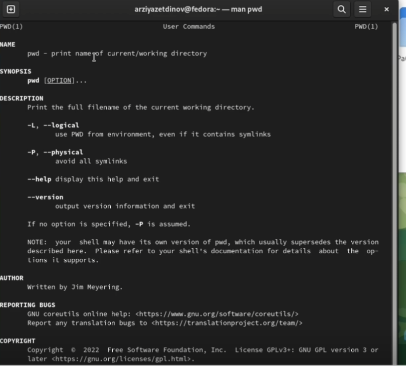 arziyazetdinov@fedora:~ — man pwd
PWD(1) User Commands PWD(1)
NAME
pwd - print name of current/working directory
SYNOPSIS
pwd [OPTION]...
DESCRIPTION
Print the full filename of the current working directory.
-L, --logical
use PWD from environment, even if it contains symlinks
-P, --physical
avoid all symlinks
--help display this help and exit
--version
output version information and exit
If no option is specified, -P is assumed.
NOTE: your shell may have its own version of pwd, which usually supersedes the version
described here. Please refer to your shell's documentation for details about the op-
tions it supports.
AUTHOR
Written by Jim Meyering.
REPORTING BUGS
GNU coreutils online help: <https://www.gnu.org/software/coreutils/>
Report any translation bugs to <https://translationproject.org/team/>
COPYRIGHT
Copyright © 2022 Free Software Foundation, Inc. License GPLv3+: GNU GPL version 3 or
later <https://gnu.org/licenses/gpl.html>.